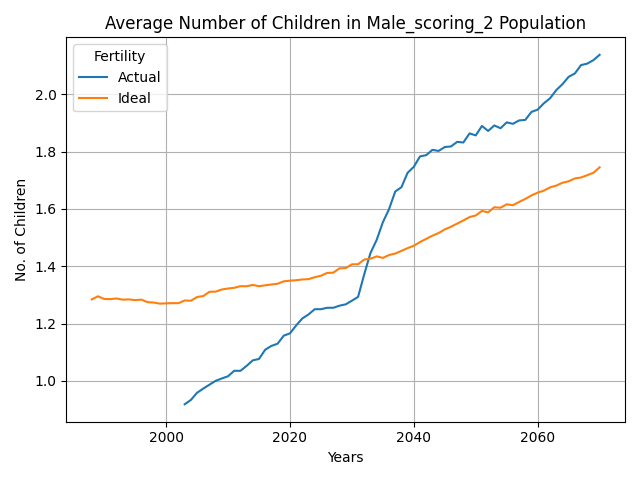 Average Number of Children in Male_scoring_2 Population
Fertility
Actual
Ideal
No. of Children
2.0
1.8
1.6
1.4
1.2
1.0
2000 2020 2040 2060
Years